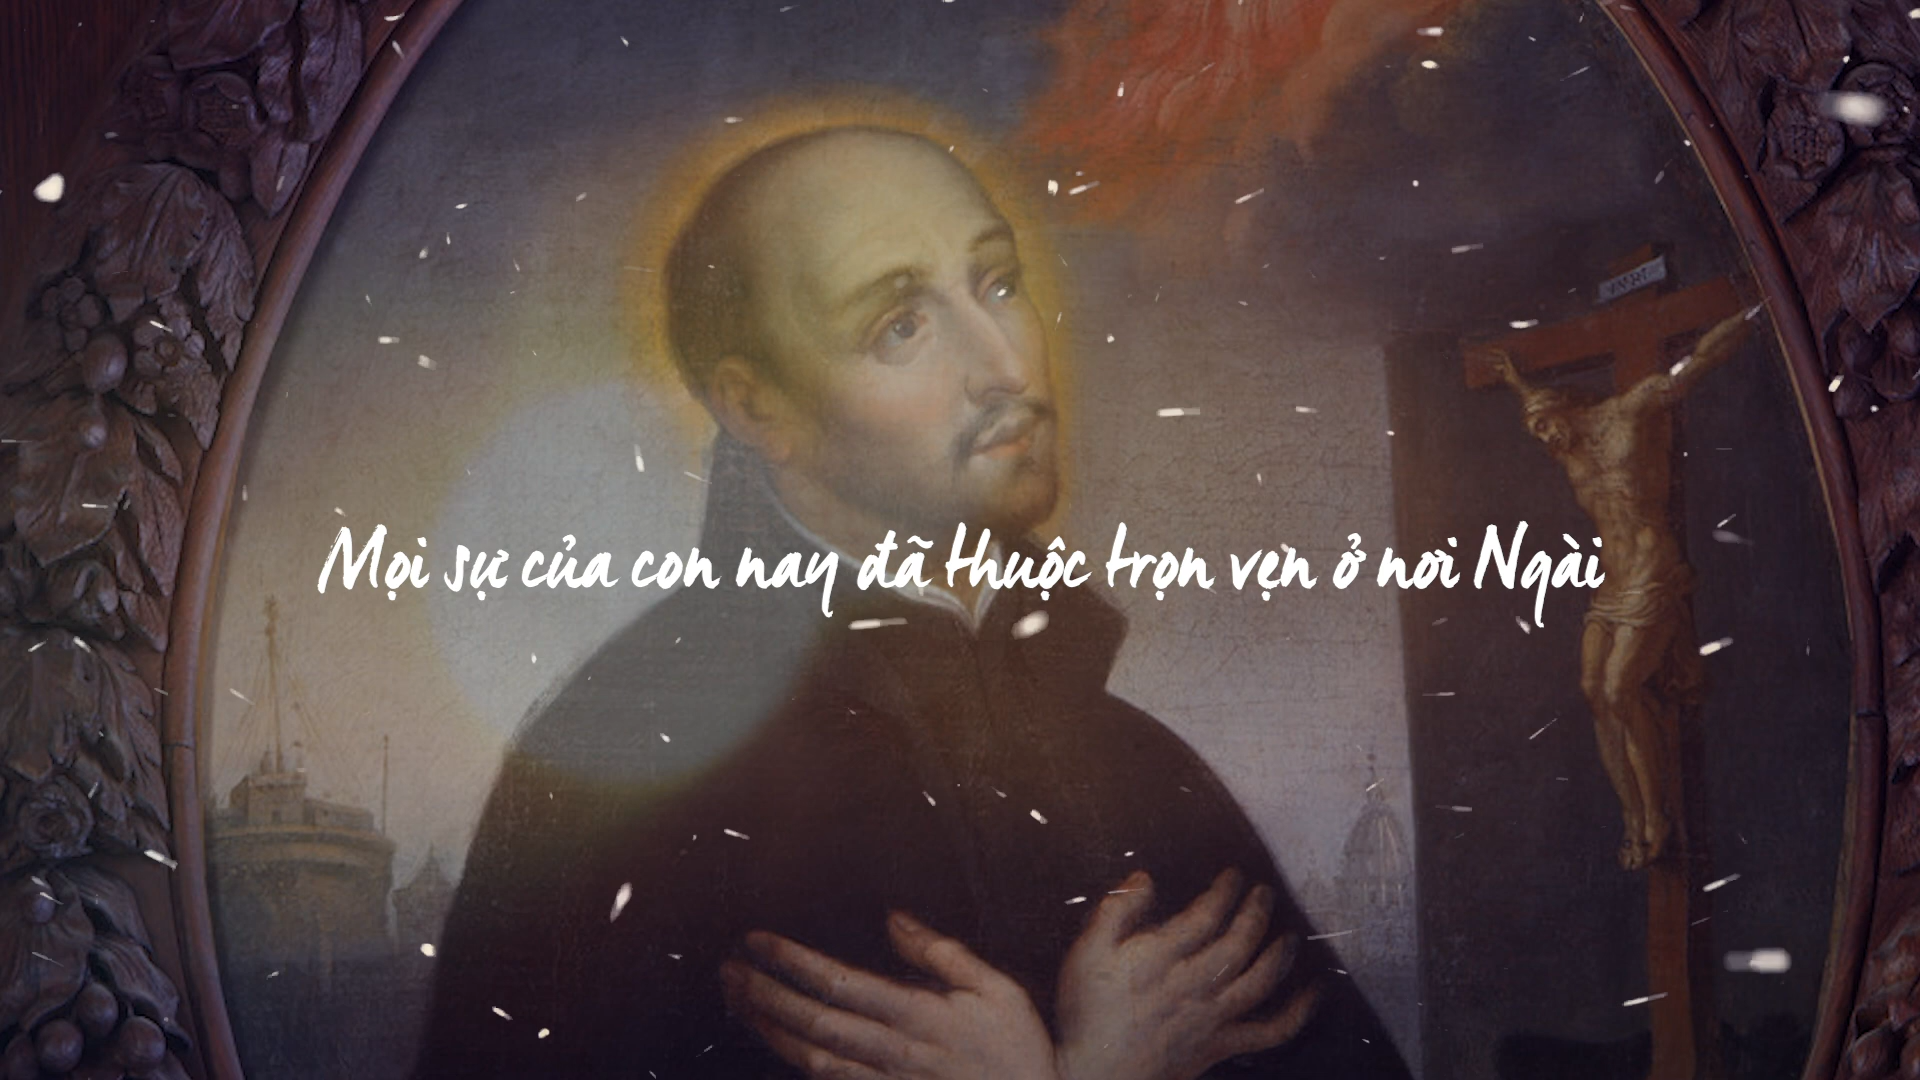 Mọi sự của con nay đã thuộc trọn vẹn ở nơi Ngài